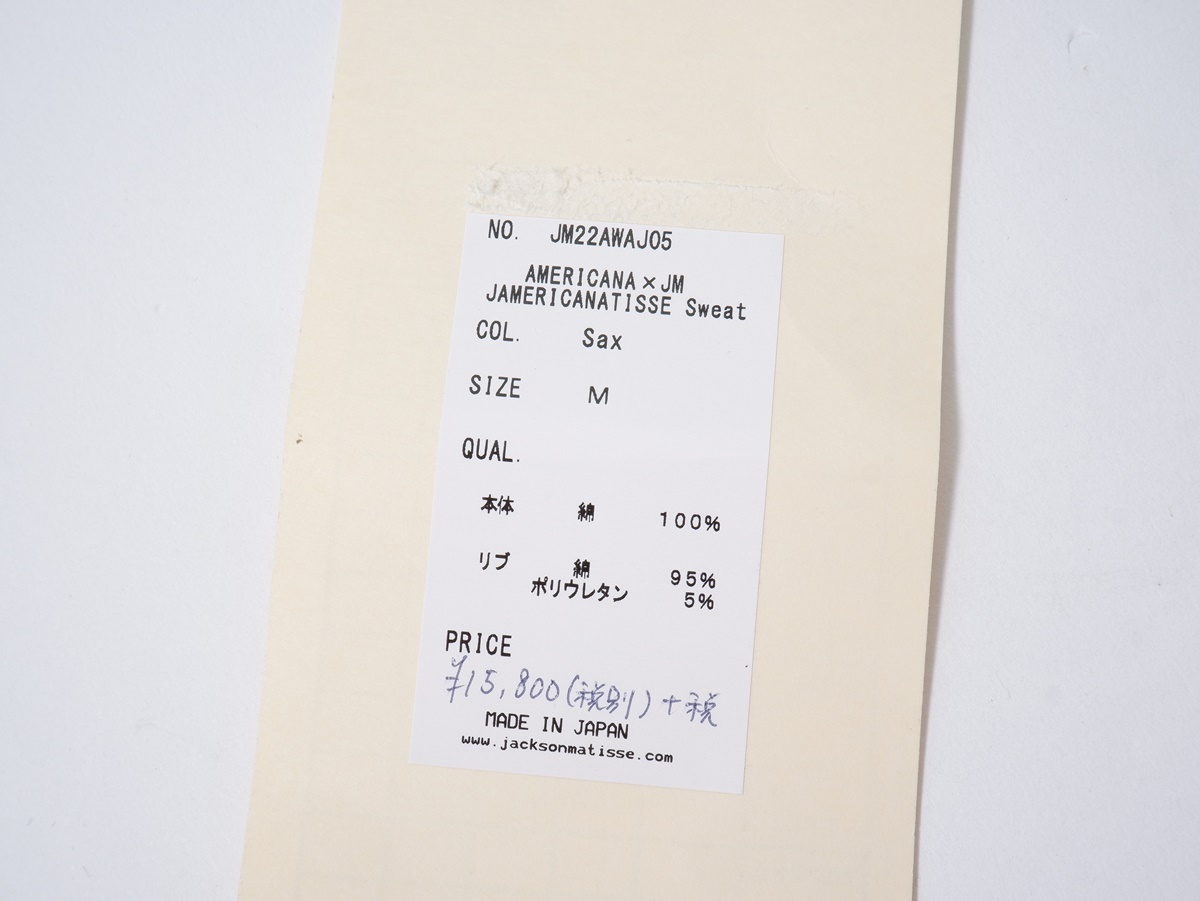 NO. JM22AWAJ05
AMERICANA×JM
JAMERICANATISSE Sweat
COL. Sax
SIZE M
QUAL.
本体 綿 100%
リブ 綿 95%
ポリウレタン 5%
PRICE
¥15,800(税別)+税
MADE IN JAPAN
www.jacksonmatisse.com